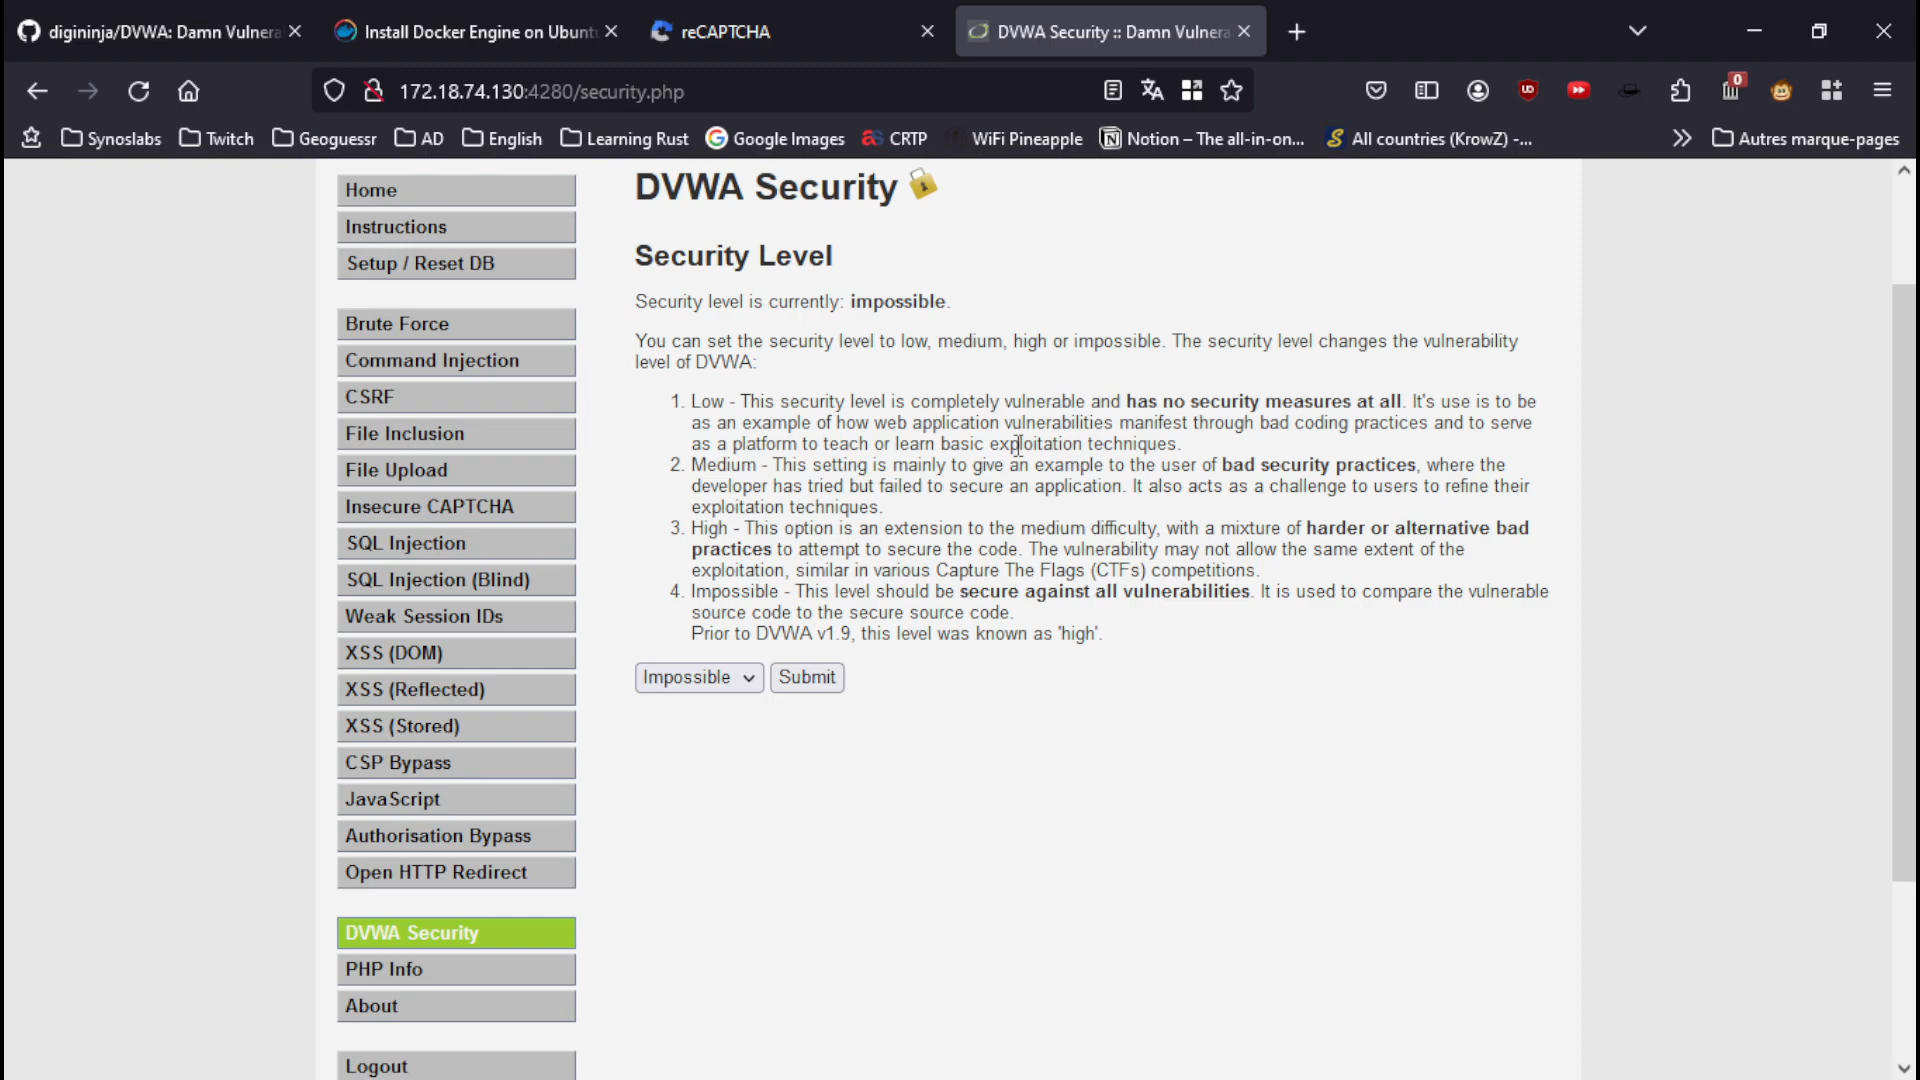 digininja/DVWA: Damn Vulnera
Install Docker Engine on Ubunt
reCAPTCHA
DVWA Security :: Damn Vulnera
172.18.74.130:4280/security.php
0
Synoslabs
Twitch
Geoguessr
AD
English
Learning Rust
Google Images
CRTP
WiFi Pineapple
Notion – The all-in-on...
All countries (KrowZ) -...
Autres marque-pages
Home
Instructions
Setup / Reset DB
Brute Force
Command Injection
CSRF
File Inclusion
File Upload
Insecure CAPTCHA
SQL Injection
SQL Injection (Blind)
Weak Session IDs
XSS (DOM)
XSS (Reflected)
XSS (Stored)
CSP Bypass
JavaScript
Authorisation Bypass
Open HTTP Redirect
DVWA Security
PHP Info
About
Logout
DVWA Security
Security Level
Security level is currently: impossible.
You can set the security level to low, medium, high or impossible. The security level changes the vulnerability
level of DVWA:
1. Low - This security level is completely vulnerable and has no security measures at all. It's use is to be
as an example of how web application vulnerabilities manifest through bad coding practices and to serve
as a platform to teach or learn basic exploitation techniques.
2. Medium - This setting is mainly to give an example to the user of bad security practices, where the
developer has tried but failed to secure an application. It also acts as a challenge to users to refine their
exploitation techniques.
3. High - This option is an extension to the medium difficulty, with a mixture of harder or alternative bad
practices to attempt to secure the code. The vulnerability may not allow the same extent of the
exploitation, similar in various Capture The Flags (CTFs) competitions.
4. Impossible - This level should be secure against all vulnerabilities. It is used to compare the vulnerable
source code to the secure source code.
Prior to DVWA v1.9, this level was known as 'high'.
Impossible
Submit